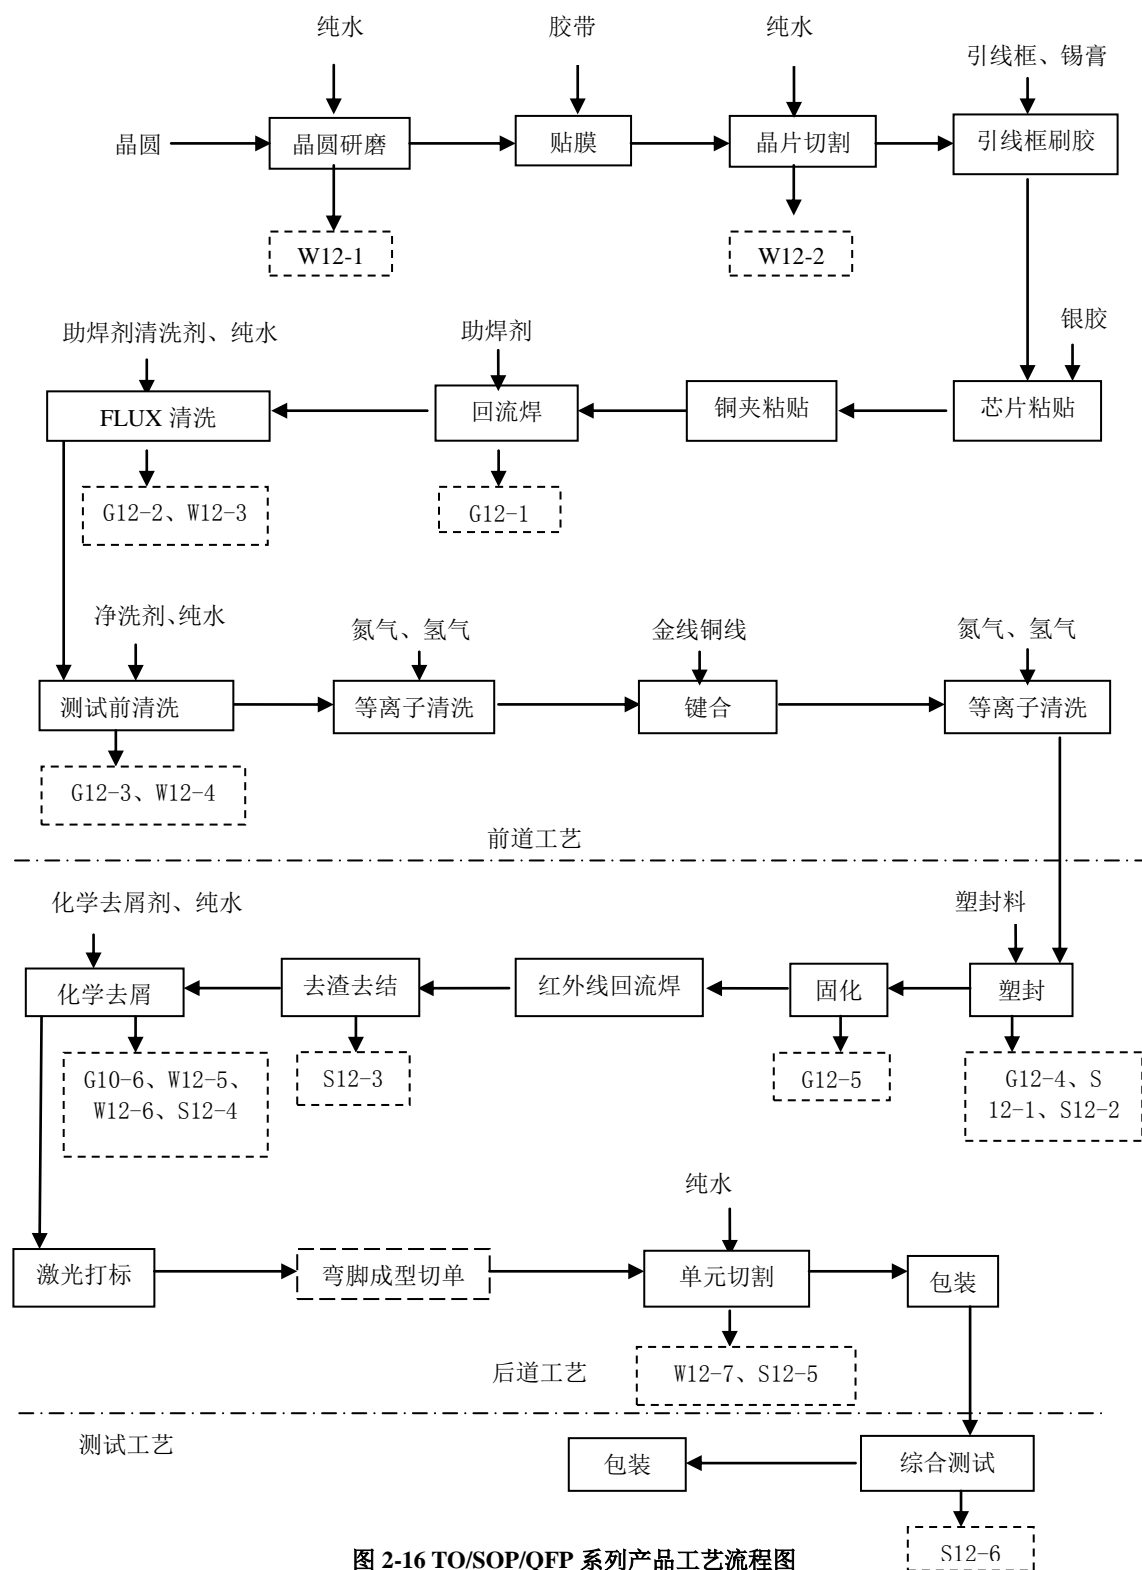 纯水
胶带
纯水
引线框、锡膏
晶圆
晶圆研磨
贴膜
晶片切割
引线框刷胶
W12-1
W12-2
银胶
助焊剂清洗剂、纯水
助焊剂
FLUX 清洗
回流焊
铜夹粘贴
芯片粘贴
G12-2、W12-3
G12-1
净洗剂、纯水
氮气、氢气
金线铜线
氮气、氢气
测试前清洗
等离子清洗
键合
等离子清洗
G12-3、W12-4
前道工艺
化学去屑剂、纯水
塑封料
化学去屑
去渣去结
红外线回流焊
固化
塑封
G10-6、W12-5、
W12-6、S12-4
S12-3
G12-5
G12-4、S
12-1、S12-2
纯水
激光打标
弯脚成型切单
单元切割
包装
后道工艺
W12-7、S12-5
测试工艺
包装
综合测试
S12-6
图 2-16 TO/SOP/QFP 系列产品工艺流程图